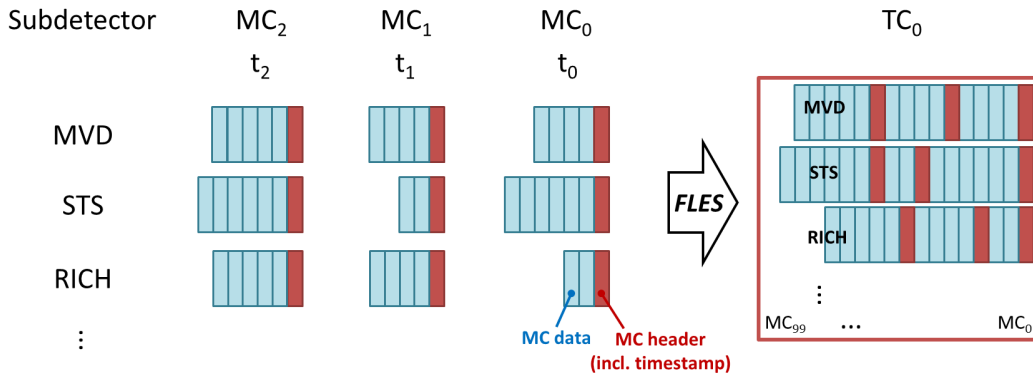 Subdetector MC₂ MC₁ MC₀ TC₀
t₂ t₁ t₀
MVD
STS
RICH
⋮
MC data
MC header
(incl. timestamp)
FLES
MVD
STS
RICH
⋮
MC₉₉ ... MC₀